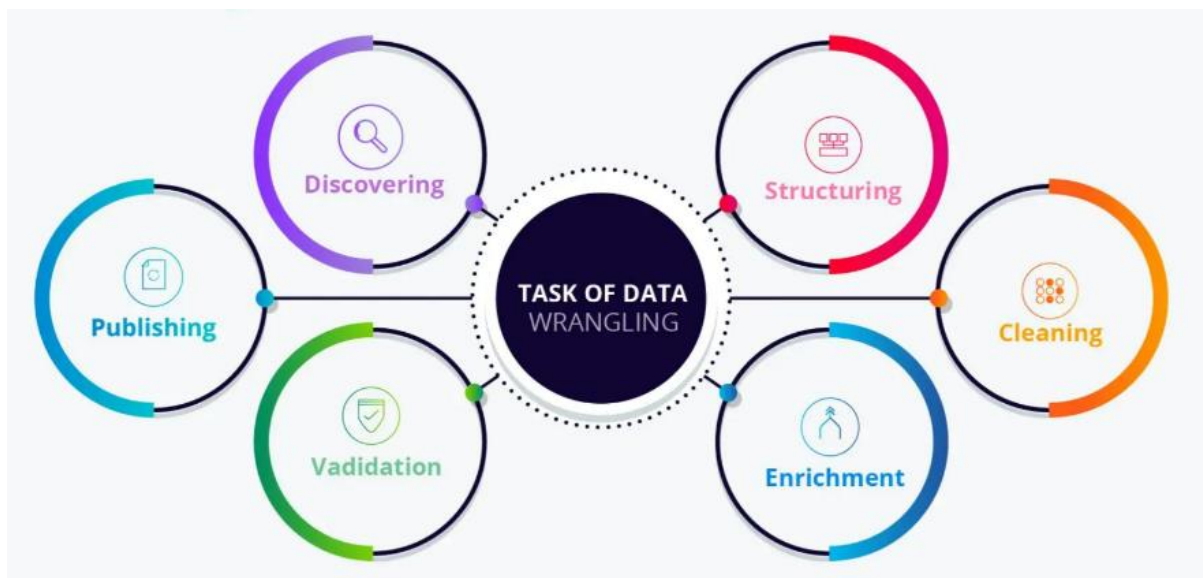 Discovering
Structuring
Publishing
TASK OF DATA
WRANGLING
Cleaning
Vadidation
Enrichment